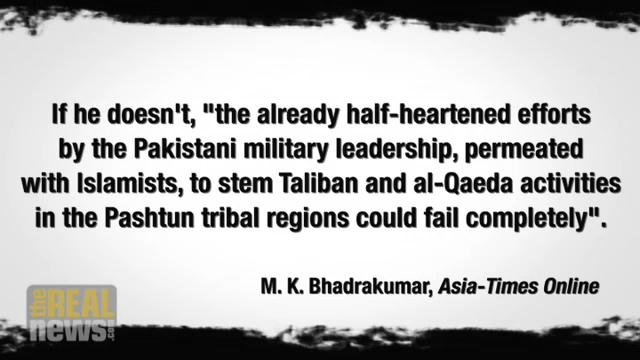 If he doesn't, "the already half-heartened efforts
by the Pakistani military leadership, permeated
with Islamists, to stem Taliban and al-Qaeda activities
in the Pashtun tribal regions could fail completely".
M. K. Bhadrakumar, Asia-Times Online
the REAL
news.com